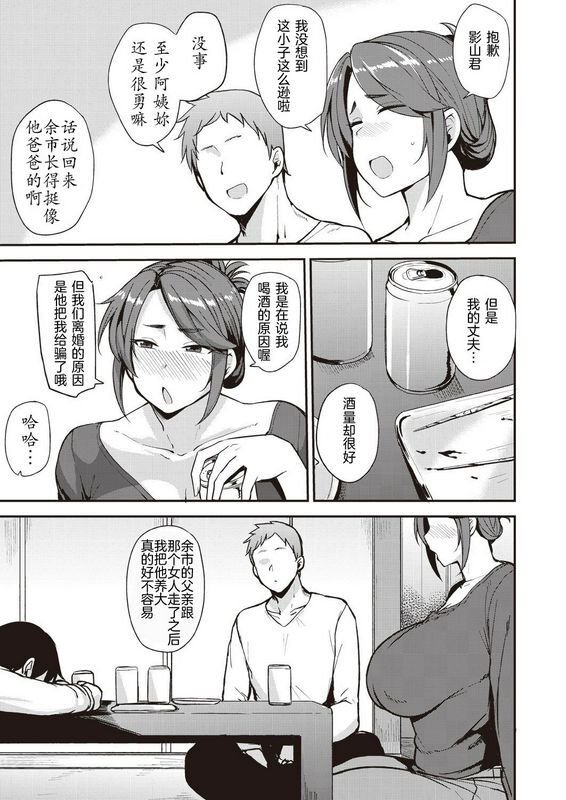 抱歉
影山君
我没想到
这小子这么逊啦
没事
至少阿姨妳
还是很勇嘛
话说回来
余市长得挺像
他爸爸的啊
但是
我的丈夫…
酒量却很好
我是在说我
喝酒的原因喔
但我们离婚的原因
是他把我给骗了哦
哈哈…
余市的父亲跟
那个女人走了之后
我把他养大
真的好不容易